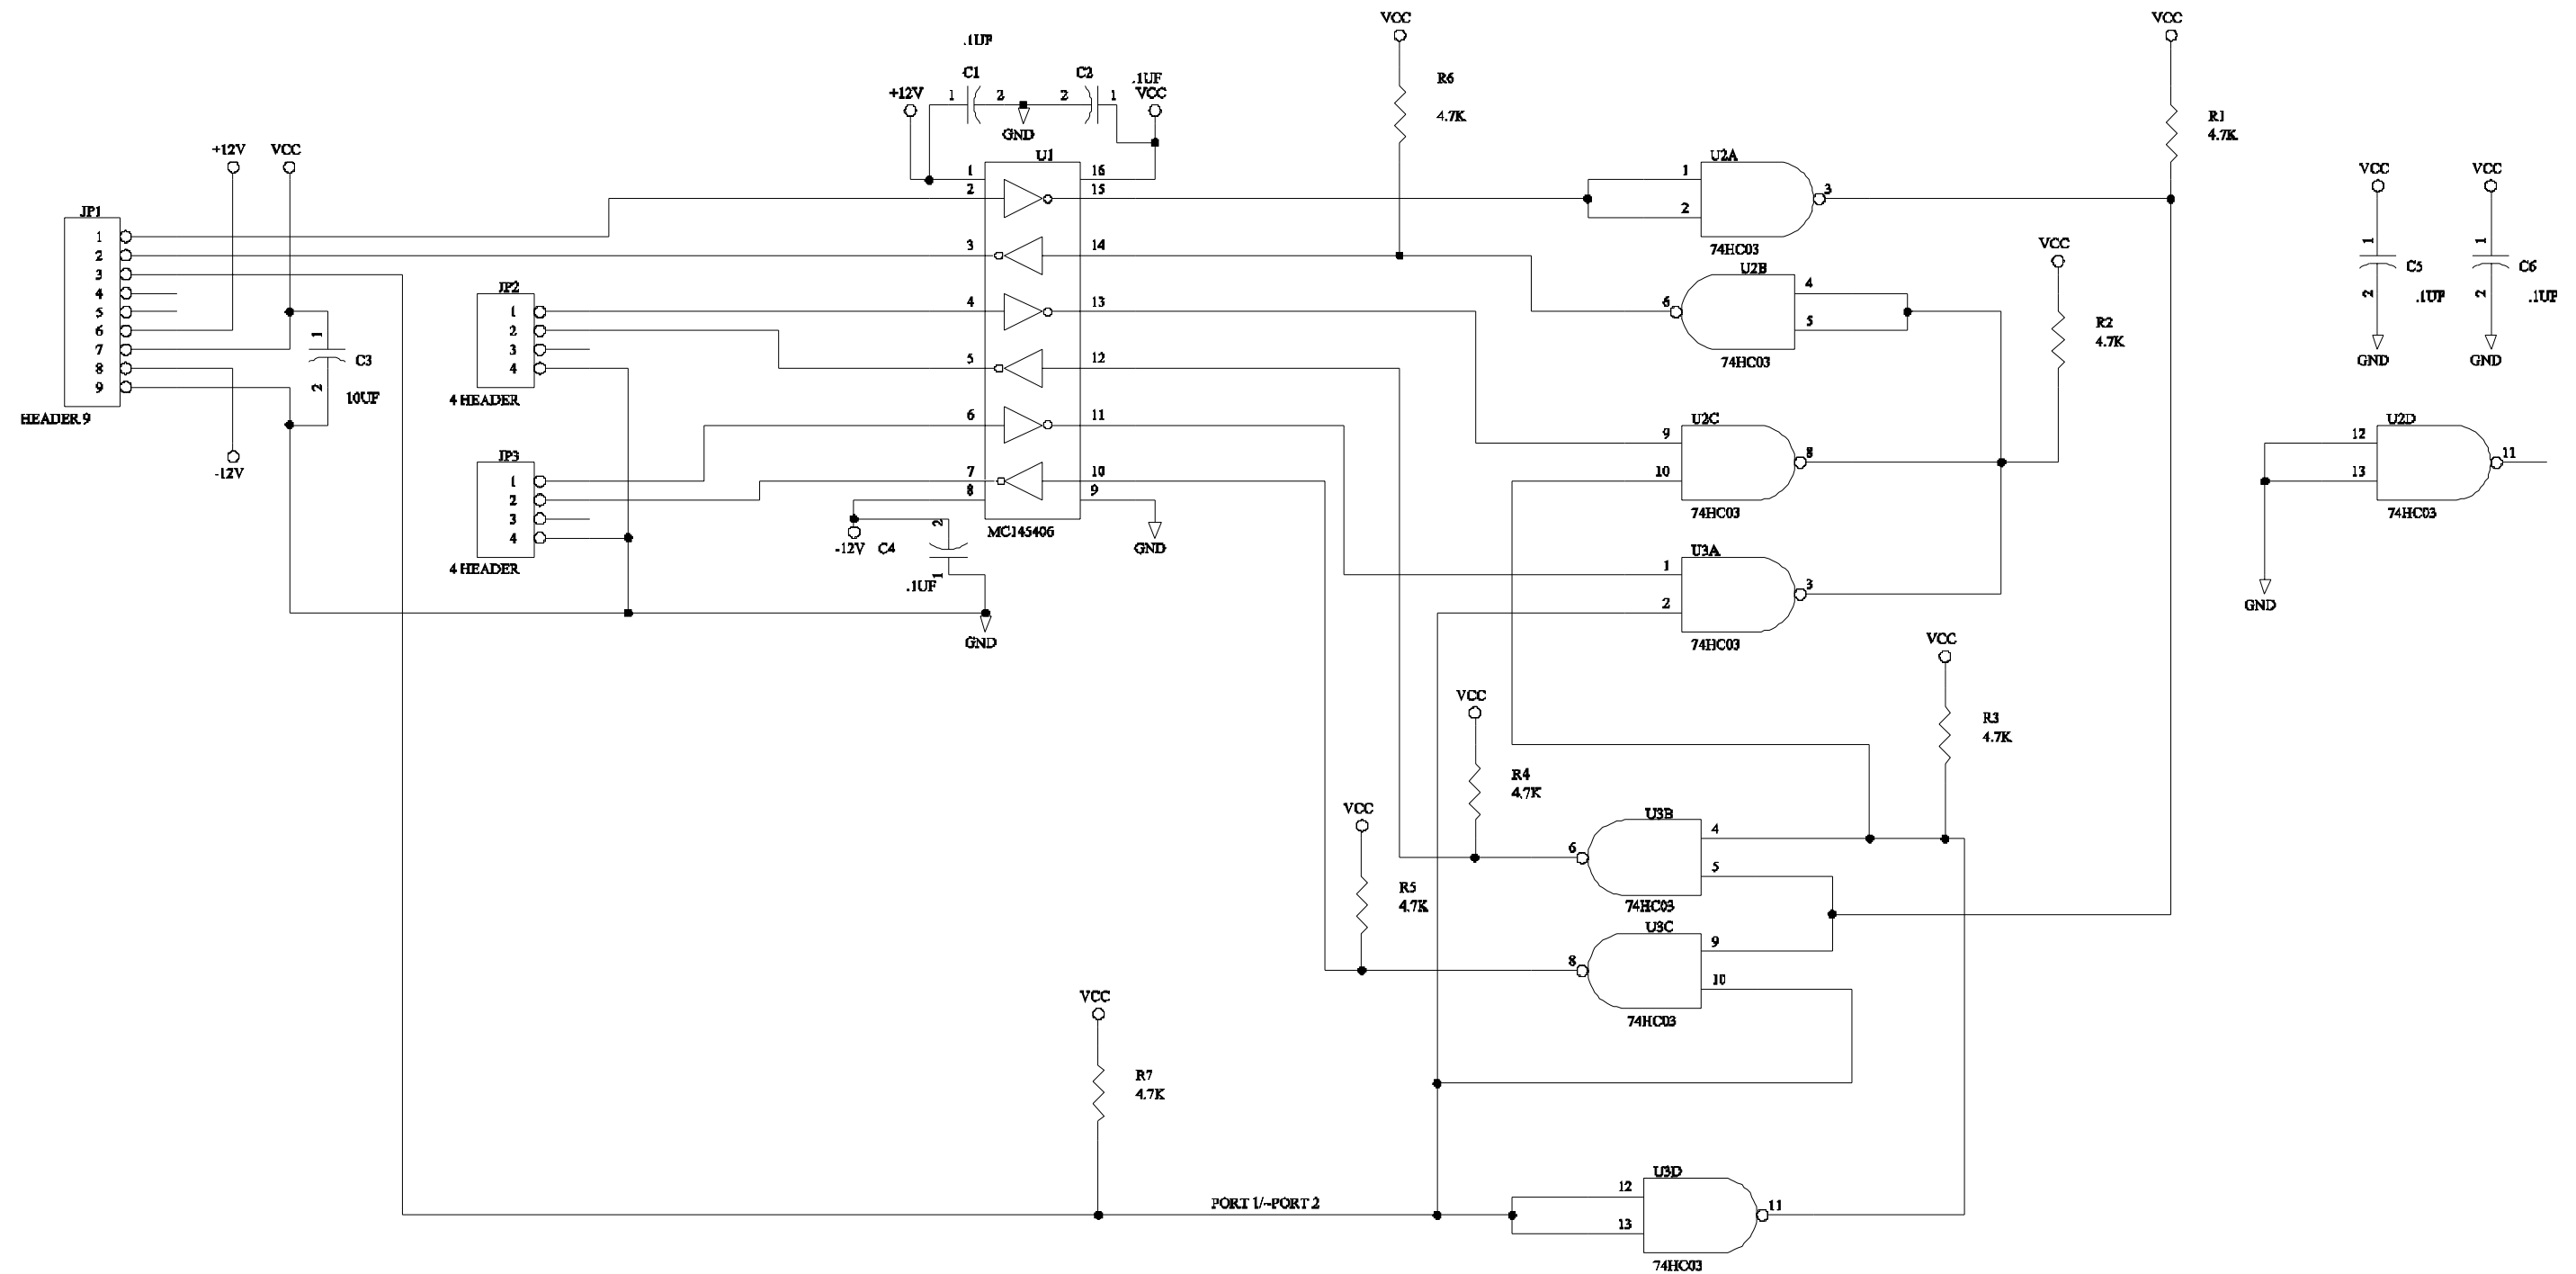 VCC
VCC
.1UF
C1
C2
.1UF
R6
+12V
1
2
2
1
VCC
4.7K
R1
4.7K
GND
+12V
VCC
U1
U2A
1
16
1
VCC
VCC
2
15
3
2
JP1
1
2
3
4
5
6
7
8
9
HEADER 9
3
14
74HC03
VCC
U2B
4
6
5
74HC03
R2
4.7K
1
C5
.1UF
2
GND
1
C6
.1UF
2
GND
JP2
1
2
3
4
4 HEADER
4
13
1
C3
2
10UF
5
12
-12V
6
11
U2C
9
8
10
74HC03
U2D
12
11
13
74HC03
GND
JP3
1
2
3
4
4 HEADER
7
10
8
9
2
MC145406
-12V
C4
GND
1
.1UF
GND
U3A
1
3
2
74HC03
VCC
VCC
R3
4.7K
R4
4.7K
VCC
U3B
4
6
5
74HC03
R5
4.7K
U3C
9
8
10
74HC03
VCC
R7
4.7K
PORT 1/~PORT 2
U3D
12
11
13
74HC03